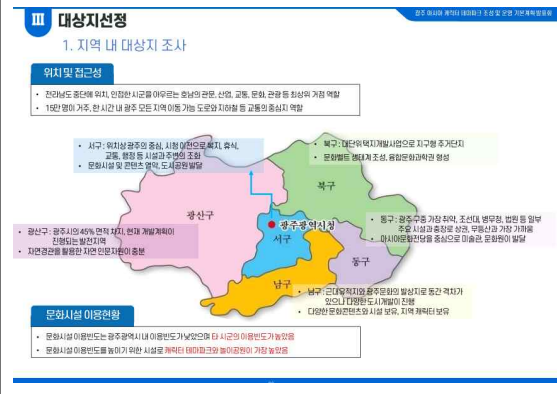 광주 아시아 캐릭터 테마파크 조성 및 운영 기본계획 발표회
Ⅲ 대상지선정
1. 지역 내 대상지 조사
위치 및 접근성
• 전라남도 중단에 위치, 인접한 시군을 아우르는 호남의 관문, 산업, 교통, 문화, 관광 등 최상위 거점 역할
• 15만 명이 거주, 한 시간 내 광주 모든 지역 이동 가능 도로와 지하철 등 교통의 중심지 역할
• 서구 : 위치상 광주의 중심, 시청 이전으로 복지, 휴식,
교통, 행정 등 시설과 주변의 조화
• 문화시설 및 콘텐츠 열악, 도시공원 발달
• 북구 : 대단위 택지개발사업으로 지구형 주거단지
• 문화벨트 생태계 조성, 융합문화과학관 형성
북구
광산구
광주광역시청
서구
동구
남구
• 광산구 : 광주시의 45% 면적 차지, 현재 개발계획이
진행되는 발전지역
• 자연경관을 활용한 자연 인문자원이 충분
• 동구 : 광주 구중 가장 취약, 조선대, 병무청, 법원 등 일부
주요 시설과 충장로 상권, 무등산과 가장 가까움
• 아시아문화전당을 중심으로 미술관, 문화원이 발달
• 남구 : 근대유적지와 광주문화의 발상지로 동간 격차가
있으나 다양한 도시개발이 진행
• 다양한 문화콘텐츠와 시설 보유, 지역 캐릭터 보유
문화시설 이용현황
• 문화시설 이용빈도는 광주광역시 내 이용빈도가 낮았으며 타 시군의 이용빈도가 높았음
• 문화시설 이용빈도를 높이기 위한 시설로 캐릭터 테마파크와 놀이공원이 가장 높았음